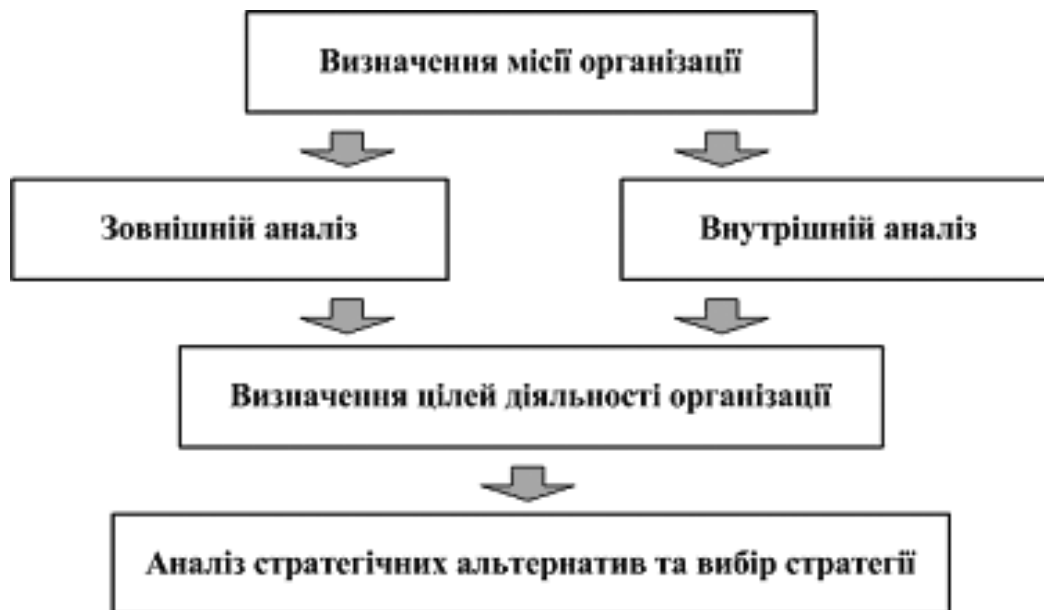 Визначення місії організації
Зовнішній аналіз
Внутрішній аналіз
Визначення цілей діяльності організації
Аналіз стратегічних альтернатив та вибір стратегії